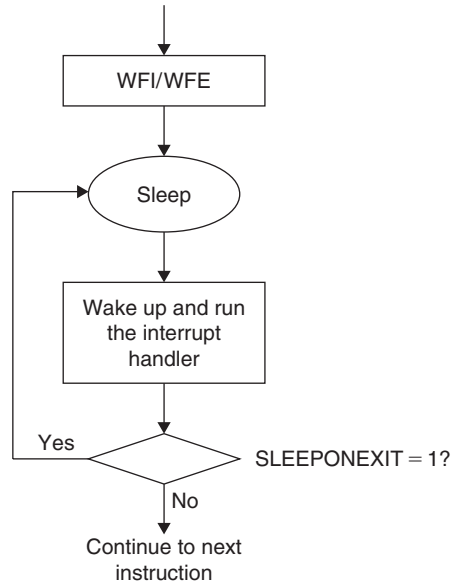 WFI/WFE
Sleep
Wake up and run
the interrupt
handler
Yes
SLEEPONEXIT = 1?
No
Continue to next
instruction